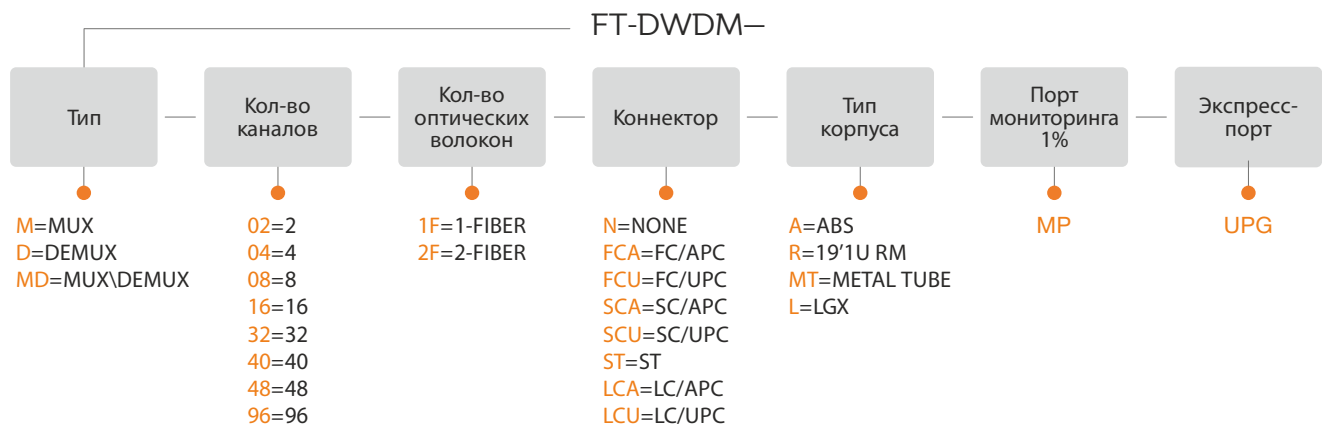 FT-DWDM—
Тип
Кол-во
каналов
Кол-во
оптических
волокон
Коннектор
Тип
корпуса
Порт
мониторинга
1%
Экспресс-
порт
M=MUX
D=DEMUX
MD=MUX\DEMUX
02=2
04=4
08=8
16=16
32=32
40=40
48=48
96=96
1F=1-FIBER
2F=2-FIBER
N=NONE
FCA=FC/APC
FCU=FC/UPC
SCA=SC/APC
SCU=SC/UPC
ST=ST
LCA=LC/APC
LCU=LC/UPC
A=ABS
R=19'1U RM
MT=METAL TUBE
L=LGX
MP
UPG